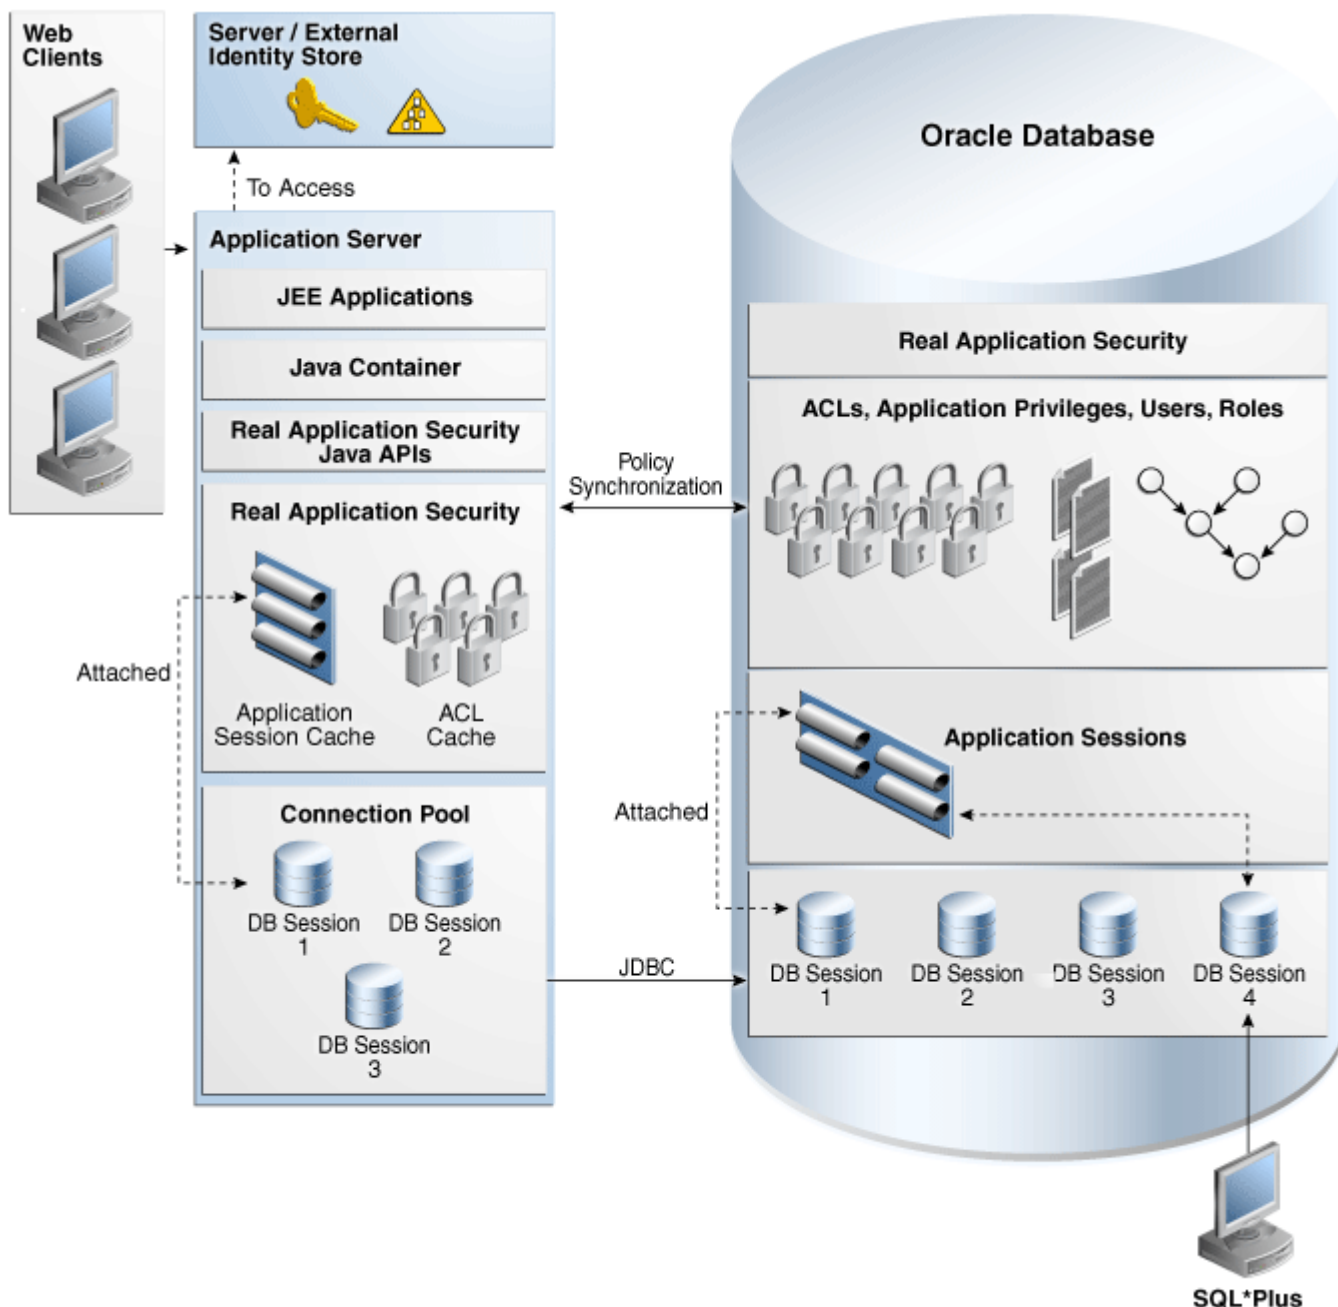 Web
Clients
Server / External
Identity Store
To Access
Application Server
JEE Applications
Java Container
Real Application Security
Java APIs
Real Application Security
Application
Session Cache
ACL
Cache
Attached
Connection Pool
DB Session
1
DB Session
2
DB Session
3
Policy
Synchronization
JDBC
Oracle Database
Real Application Security
ACLs, Application Privileges, Users, Roles
Application Sessions
Attached
DB Session
1
DB Session
2
DB Session
3
DB Session
4
SQL*Plus